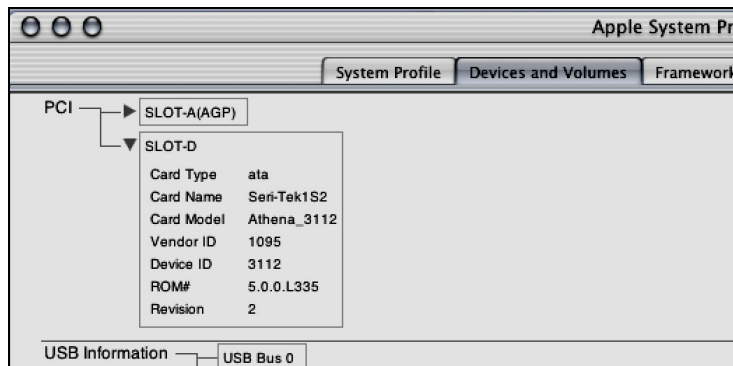 Apple System Pr
System Profile Devices and Volumes Framework
PCI
SLOT-A(AGP)
SLOT-D
Card Type ata
Card Name Seri-Tek1S2
Card Model Athena_3112
Vendor ID 1095
Device ID 3112
ROM# 5.0.0.L335
Revision 2
USB Information USB Bus 0